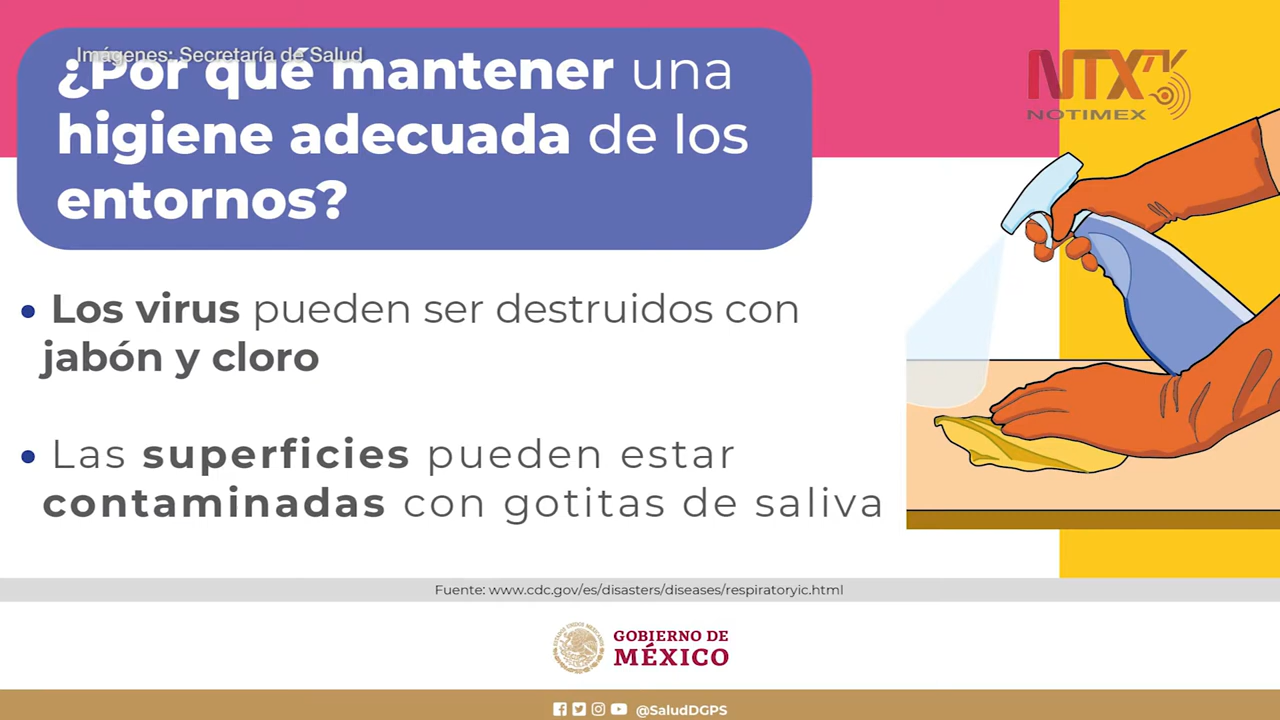 Imágenes: Secretaría de Salud
¿Por qué mantener una
higiene adecuada de los
entornos?
NTX TV
NOTIMEX
• Los virus pueden ser destruidos con
jabón y cloro
• Las superficies pueden estar
contaminadas con gotitas de saliva
Fuente: www.cdc.gov/es/disasters/diseases/respiratoryic.html
GOBIERNO DE
MÉXICO
@SaludDGPS